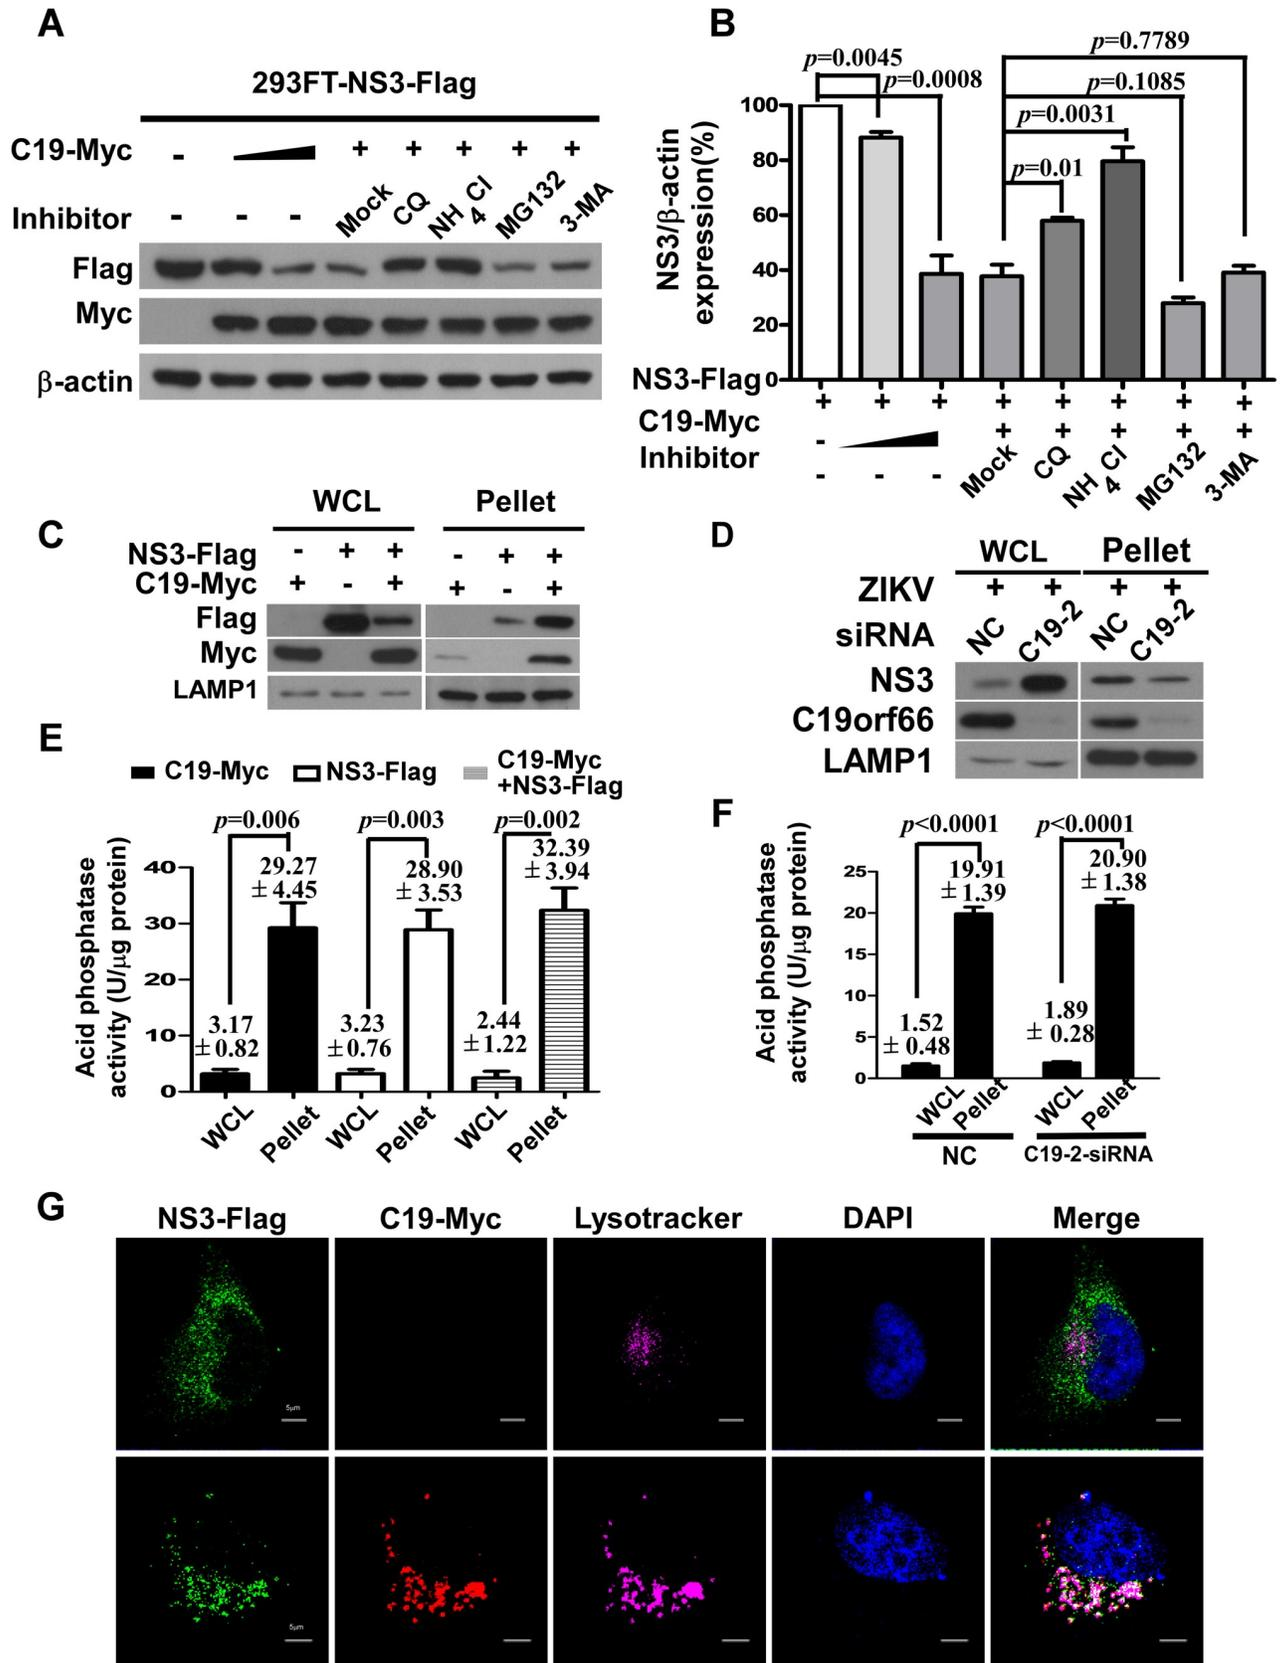 A
293FT-NS3-Flag
C19-Myc - + + + + +
Inhibitor - - - Mock CQ NH4Cl MG132 3-MA
Flag
Myc
β-actin
B
p=0.7789
p=0.0045
p=0.0008
p=0.1085
p=0.0031
p=0.01
NS3/β-actin
expression(%)
100
80
60
40
20
0
NS3-Flag + + + + + + + +
C19-Myc - + + + + +
Inhibitor - - - Mock CQ NH4Cl MG132 3-MA
C
WCL Pellet
NS3-Flag - + + - + +
C19-Myc + - + + - +
Flag
Myc
LAMP1
D
WCL Pellet
ZIKV + + + +
siRNA NC C19-2 NC C19-2
NS3
C19orf66
LAMP1
E
C19-Myc NS3-Flag C19-Myc
+NS3-Flag
p=0.006 p=0.003 p=0.002
Acid phosphatase
activity (U/μg protein)
40
30
20
10
0
3.17
±0.82
29.27
±4.45
3.23
±0.76
28.90
±3.53
2.44
±1.22
32.39
±3.94
WCL Pellet WCL Pellet WCL Pellet
F
p<0.0001 p<0.0001
Acid phosphatase
activity (U/μg protein)
25
20
15
10
5
0
1.52
±0.48
19.91
±1.39
1.89
±0.28
20.90
±1.38
WCL Pellet WCL Pellet
NC C19-2-siRNA
G
NS3-Flag C19-Myc Lysotracker DAPI Merge
5μm
5μm